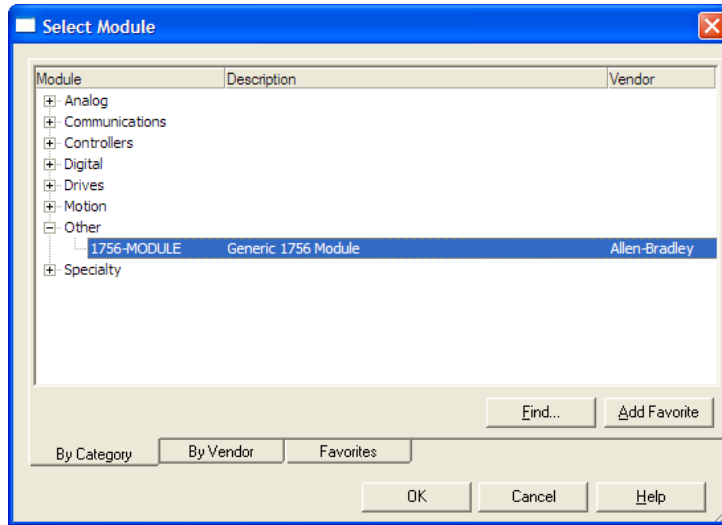 Select Module
Module Description Vendor
Analog
Communications
Controllers
Digital
Drives
Motion
Other
1756-MODULE Generic 1756 Module Allen-Bradley
Specialty
Find... Add Favorite
By Category By Vendor Favorites
OK Cancel Help